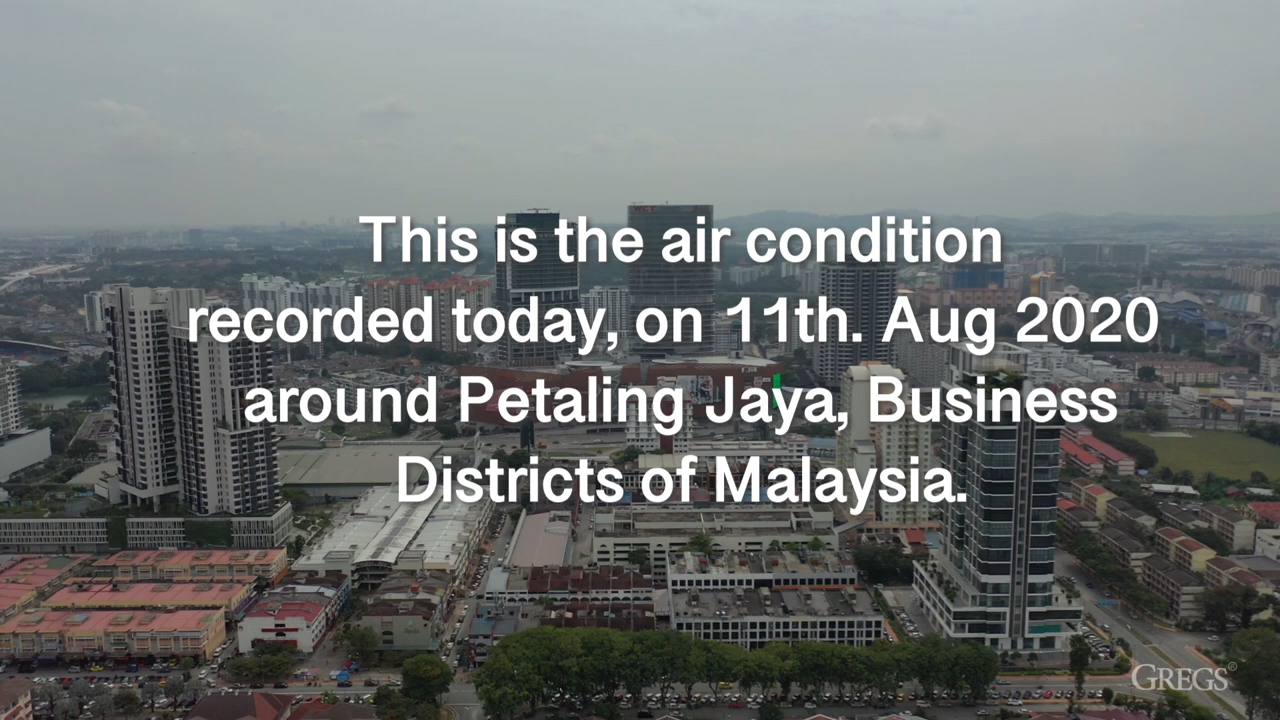 This is the air condition
recorded today, on 11th. Aug 2020
around Petaling Jaya, Business
Districts of Malaysia.
GREGS®